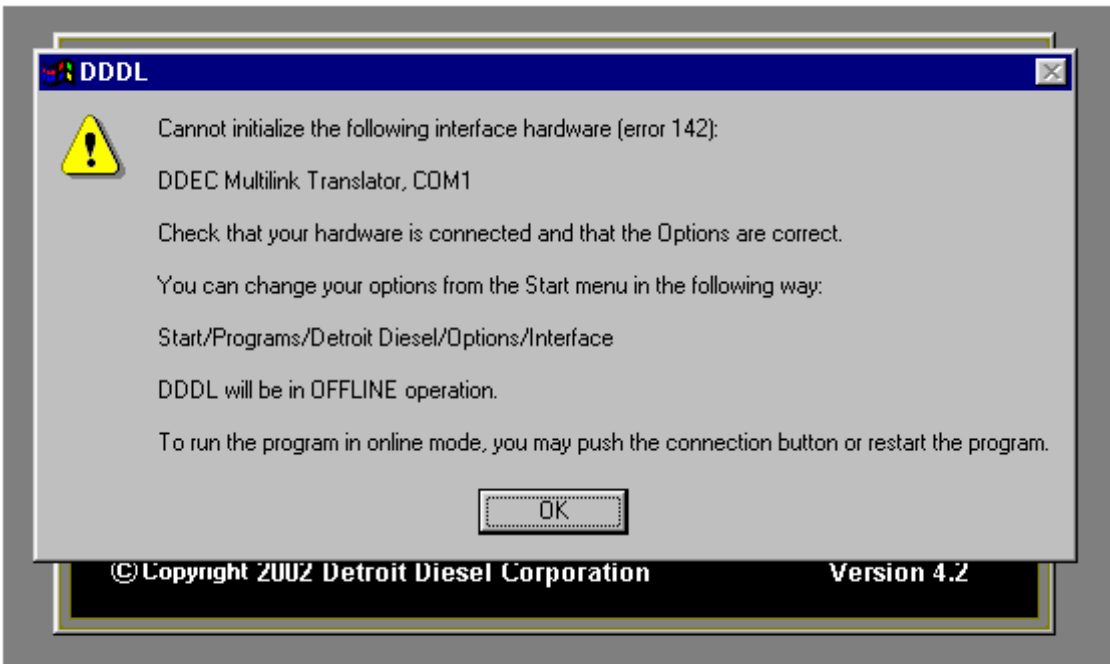 DDDL
Cannot initialize the following interface hardware (error 142):
DDEC Multilink Translator, COM1
Check that your hardware is connected and that the Options are correct.
You can change your options from the Start menu in the following way:
Start/Programs/Detroit Diesel/Options/Interface
DDDL will be in OFFLINE operation.
To run the program in online mode, you may push the connection button or restart the program.
OK
©Copyright 2002 Detroit Diesel Corporation Version 4.2